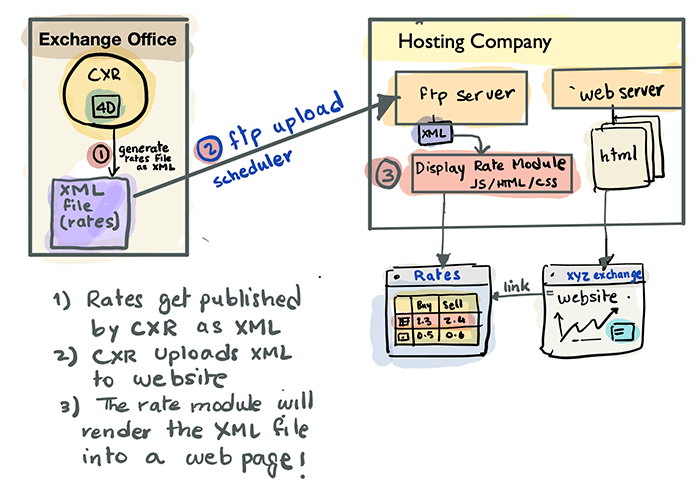 Exchange Office
CXR
4D
1
generate
rates file
as XML
XML
file
(rates)
2 ftp upload
scheduler
Hosting Company
ftp server
web server
XML
html
3
Display Rate Module
JS/HTML/CSS
Rates
Buy Sell
2.3 2.4
0.5 0.6
link
XYZ exchange
website
1) Rates get published
by CXR as XML
2) CXR uploads XML
to website
3) The rate module will
render the XML file
into a web page!